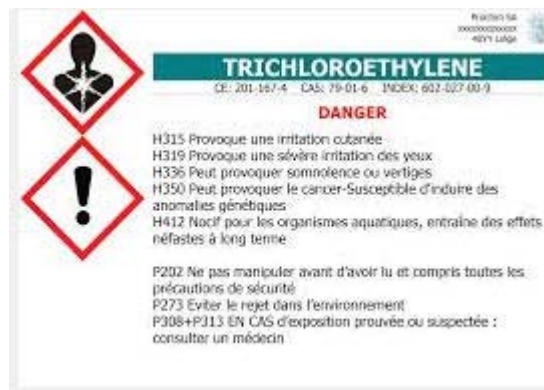 TRICHLOROETHYLENE
CE: 201-167-4 CAS: 79-01-6 INDEX: 602-027-00-9
DANGER
H315 Provoque une irritation cutanée
H319 Provoque une sévère irritation des yeux
H336 Peut provoquer somnolence ou vertiges
H350 Peut provoquer le cancer-Susceptible d'induire des
anomalies génétiques
H412 Nocif pour les organismes aquatiques, entraîne des effets
néfastes à long terme
P202 Ne pas manipuler avant d'avoir lu et compris toutes les
précautions de sécurité
P273 Eviter le rejet dans l'environnement
P308+P313 EN CAS d'exposition prouvée ou suspectée :
consulter un médecin